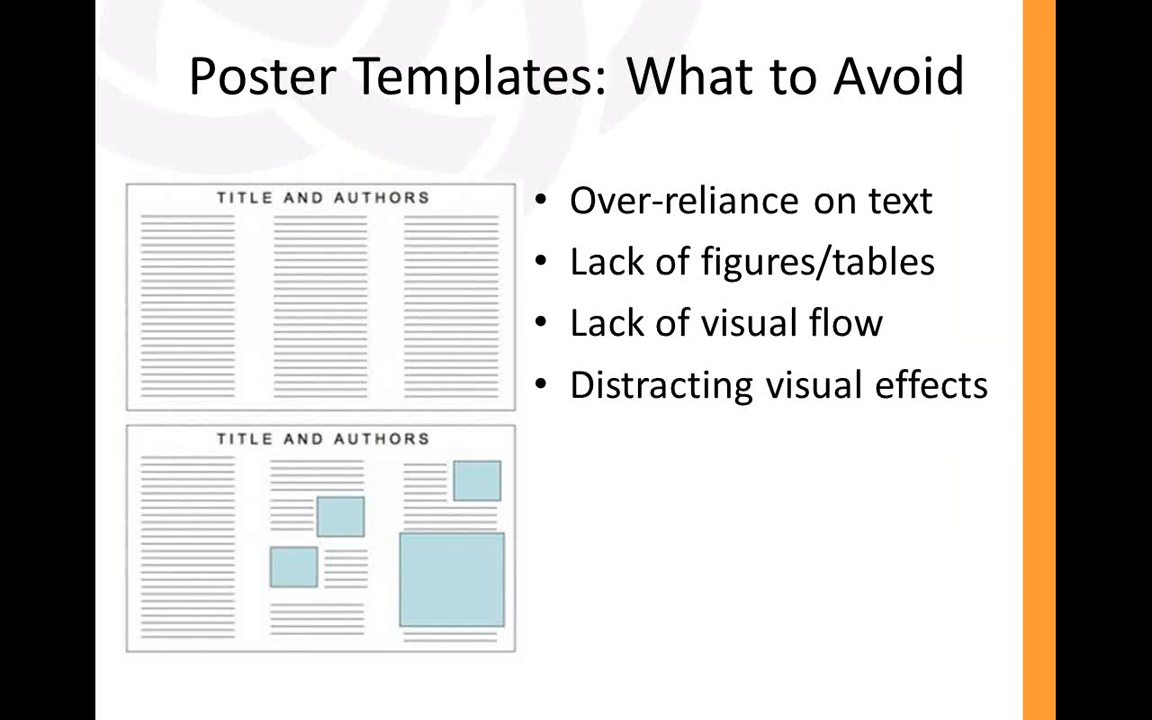 Poster Templates: What to Avoid
TITLE AND AUTHORS
TITLE AND AUTHORS
• Over-reliance on text
• Lack of figures/tables
• Lack of visual flow
• Distracting visual effects